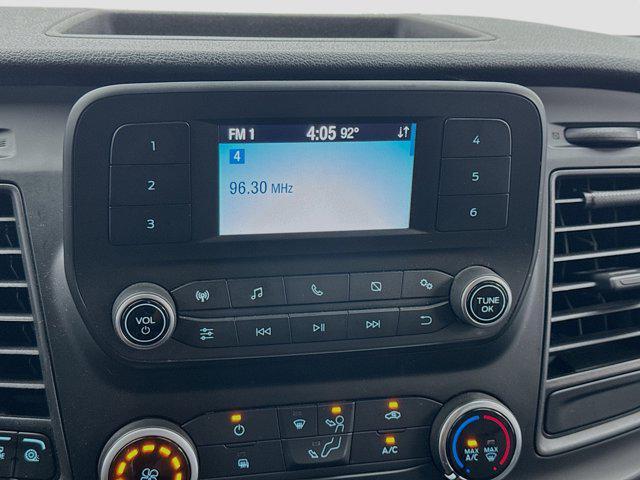 FM 1 4:05 92°
4
96.30 MHz
1
2
3
4
5
6
VOL
TUNE
OK
A/C
MAX
A/C
MAX